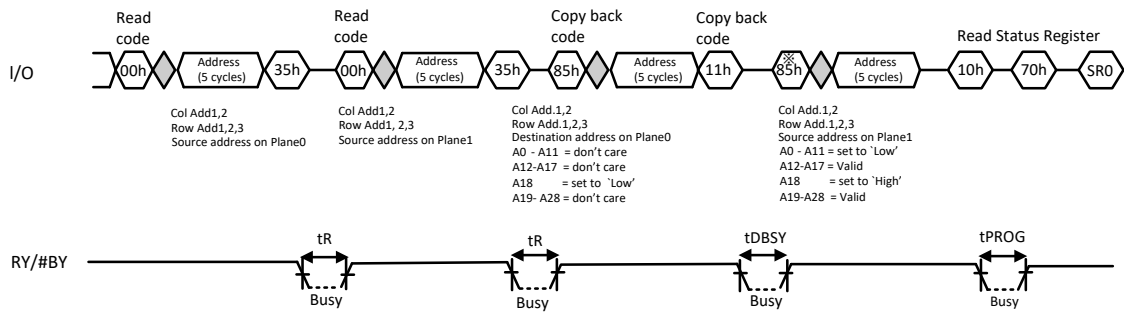 Read
code
Read
code
Copy back
code
Copy back
code
Read Status Register
I/O
00h
Address
(5 cycles)
35h
00h
Address
(5 cycles)
35h
85h
Address
(5 cycles)
11h
※
85h
Address
(5 cycles)
10h
70h
SR0
Col Add1,2
Row Add1,2,3
Source address on Plane0
Col Add1,2
Row Add1, 2,3
Source address on Plane1
Col Add.1,2
Row Add.1,2,3
Destination address on Plane0
A0 - A11 = don't care
A12-A17 = don't care
A18 = set to `Low'
A19- A28 = don't care
Col Add.1,2
Row Add.1,2,3
Source address on Plane1
A0 - A11 = set to `Low'
A12-A17 = Valid
A18 = set to `High'
A19-A28 = Valid
RY/#BY
tR
Busy
tR
Busy
tDBSY
Busy
tPROG
Busy